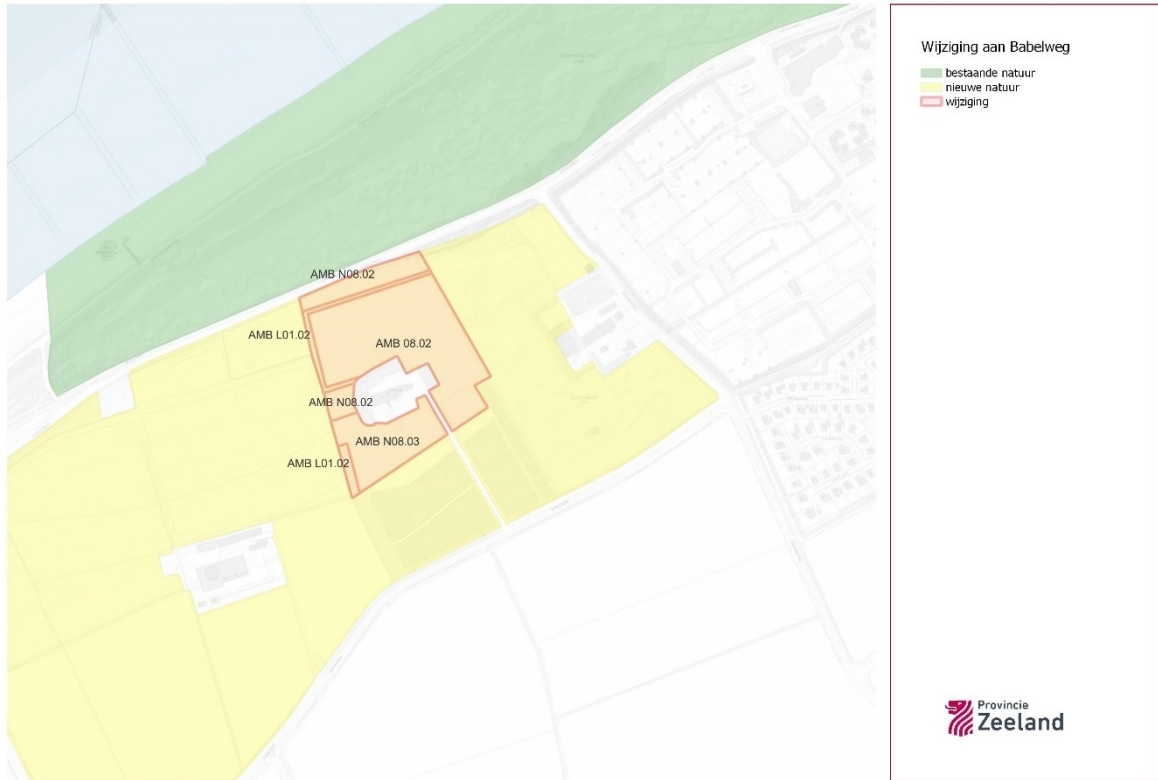 Wijziging aan Babelweg
bestaande natuur
nieuwe natuur
wijziging
AMB N08.02
AMB L01.02
AMB 08.02
AMB N08.02
AMB N08.03
AMB L01.02
Provincie
Zeeland